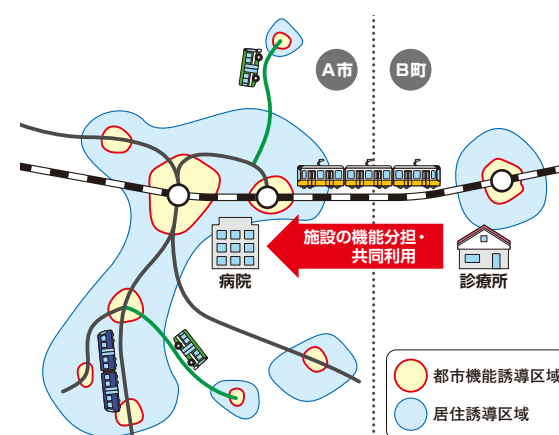 A市
B町
施設の機能分担・
共同利用
病院
診療所
都市機能誘導区域
居住誘導区域